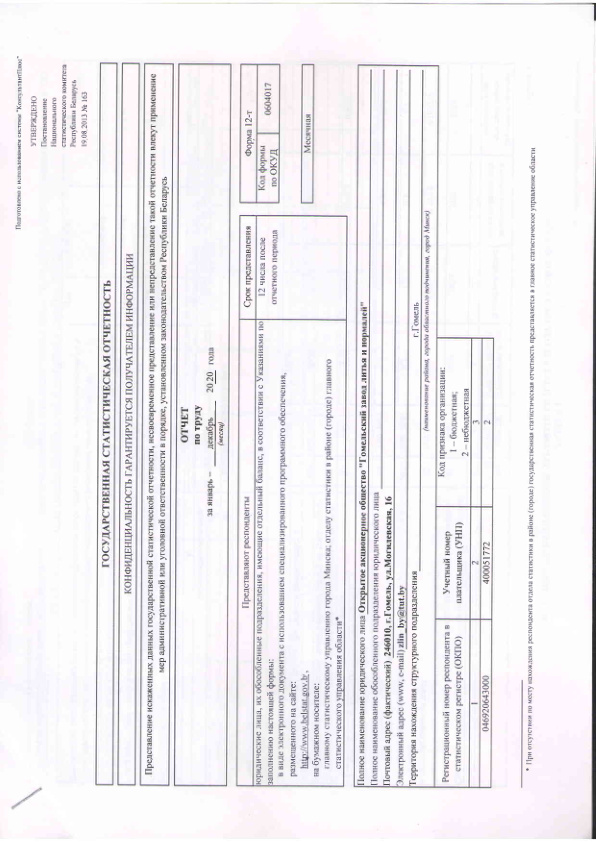 Подготовлено с использованием системы "КонсультантПлюс"
УТВЕРЖДЕНО
Постановление
Национального
статистического комитета
Республики Беларусь
19.08.2013 № 163
ГОСУДАРСТВЕННАЯ СТАТИСТИЧЕСКАЯ ОТЧЕТНОСТЬ
КОНФИДЕНЦИАЛЬНОСТЬ ГАРАНТИРУЕТСЯ ПОЛУЧАТЕЛЕМ ИНФОРМАЦИИ
Представление искаженных данных государственной статистической отчетности, несвоевременное представление или непредставление такой отчетности влекут применение
мер административной или уголовной ответственности в порядке, установленном законодательством Республики Беларусь
ОТЧЕТ
по труду
за январь – декабрь 2020 года
(месяц)
Представляют респонденты
Срок представления
юридические лица, их обособленные подразделения, имеющие отдельный баланс, в соответствии с Указаниями по
заполнению настоящей формы:
в виде электронного документа с использованием специализированного программного обеспечения,
размещенного на сайте:
http://www.belstat.gov.by ,
на бумажном носителе:
главному статистическому управлению города Минска; отделу статистики в районе (городе) главного
статистического управления области*
12 числа после
отчетного периода
Форма 12-т
Код формы
по ОКУД
0604017
Месячная
Полное наименование юридического лица Открытое акционерное общество "Гомельский завод литья и нормалей"
Полное наименование обособленного подразделения юридического лица
Почтовый адрес (фактический) 246010, г.Гомель, ул.Могилевская, 16
Электронный адрес (www, e-mail) zlin_by@tut.by
Территория нахождения структурного подразделения г.Гомель
(наименование района, города областного подчинения, город Минск)
Регистрационный номер респондента в
статистическом регистре (ОКПО)
Учетный номер
плательщика (УНП)
Код признака организации:
1 – бюджетная;
2 – небюджетная
1 2 3
046920643000 400051772 2
* При отсутствии по месту нахождения респондента отдела статистики в районе (городе) государственная статистическая отчетность представляется в главное статистическое управление области